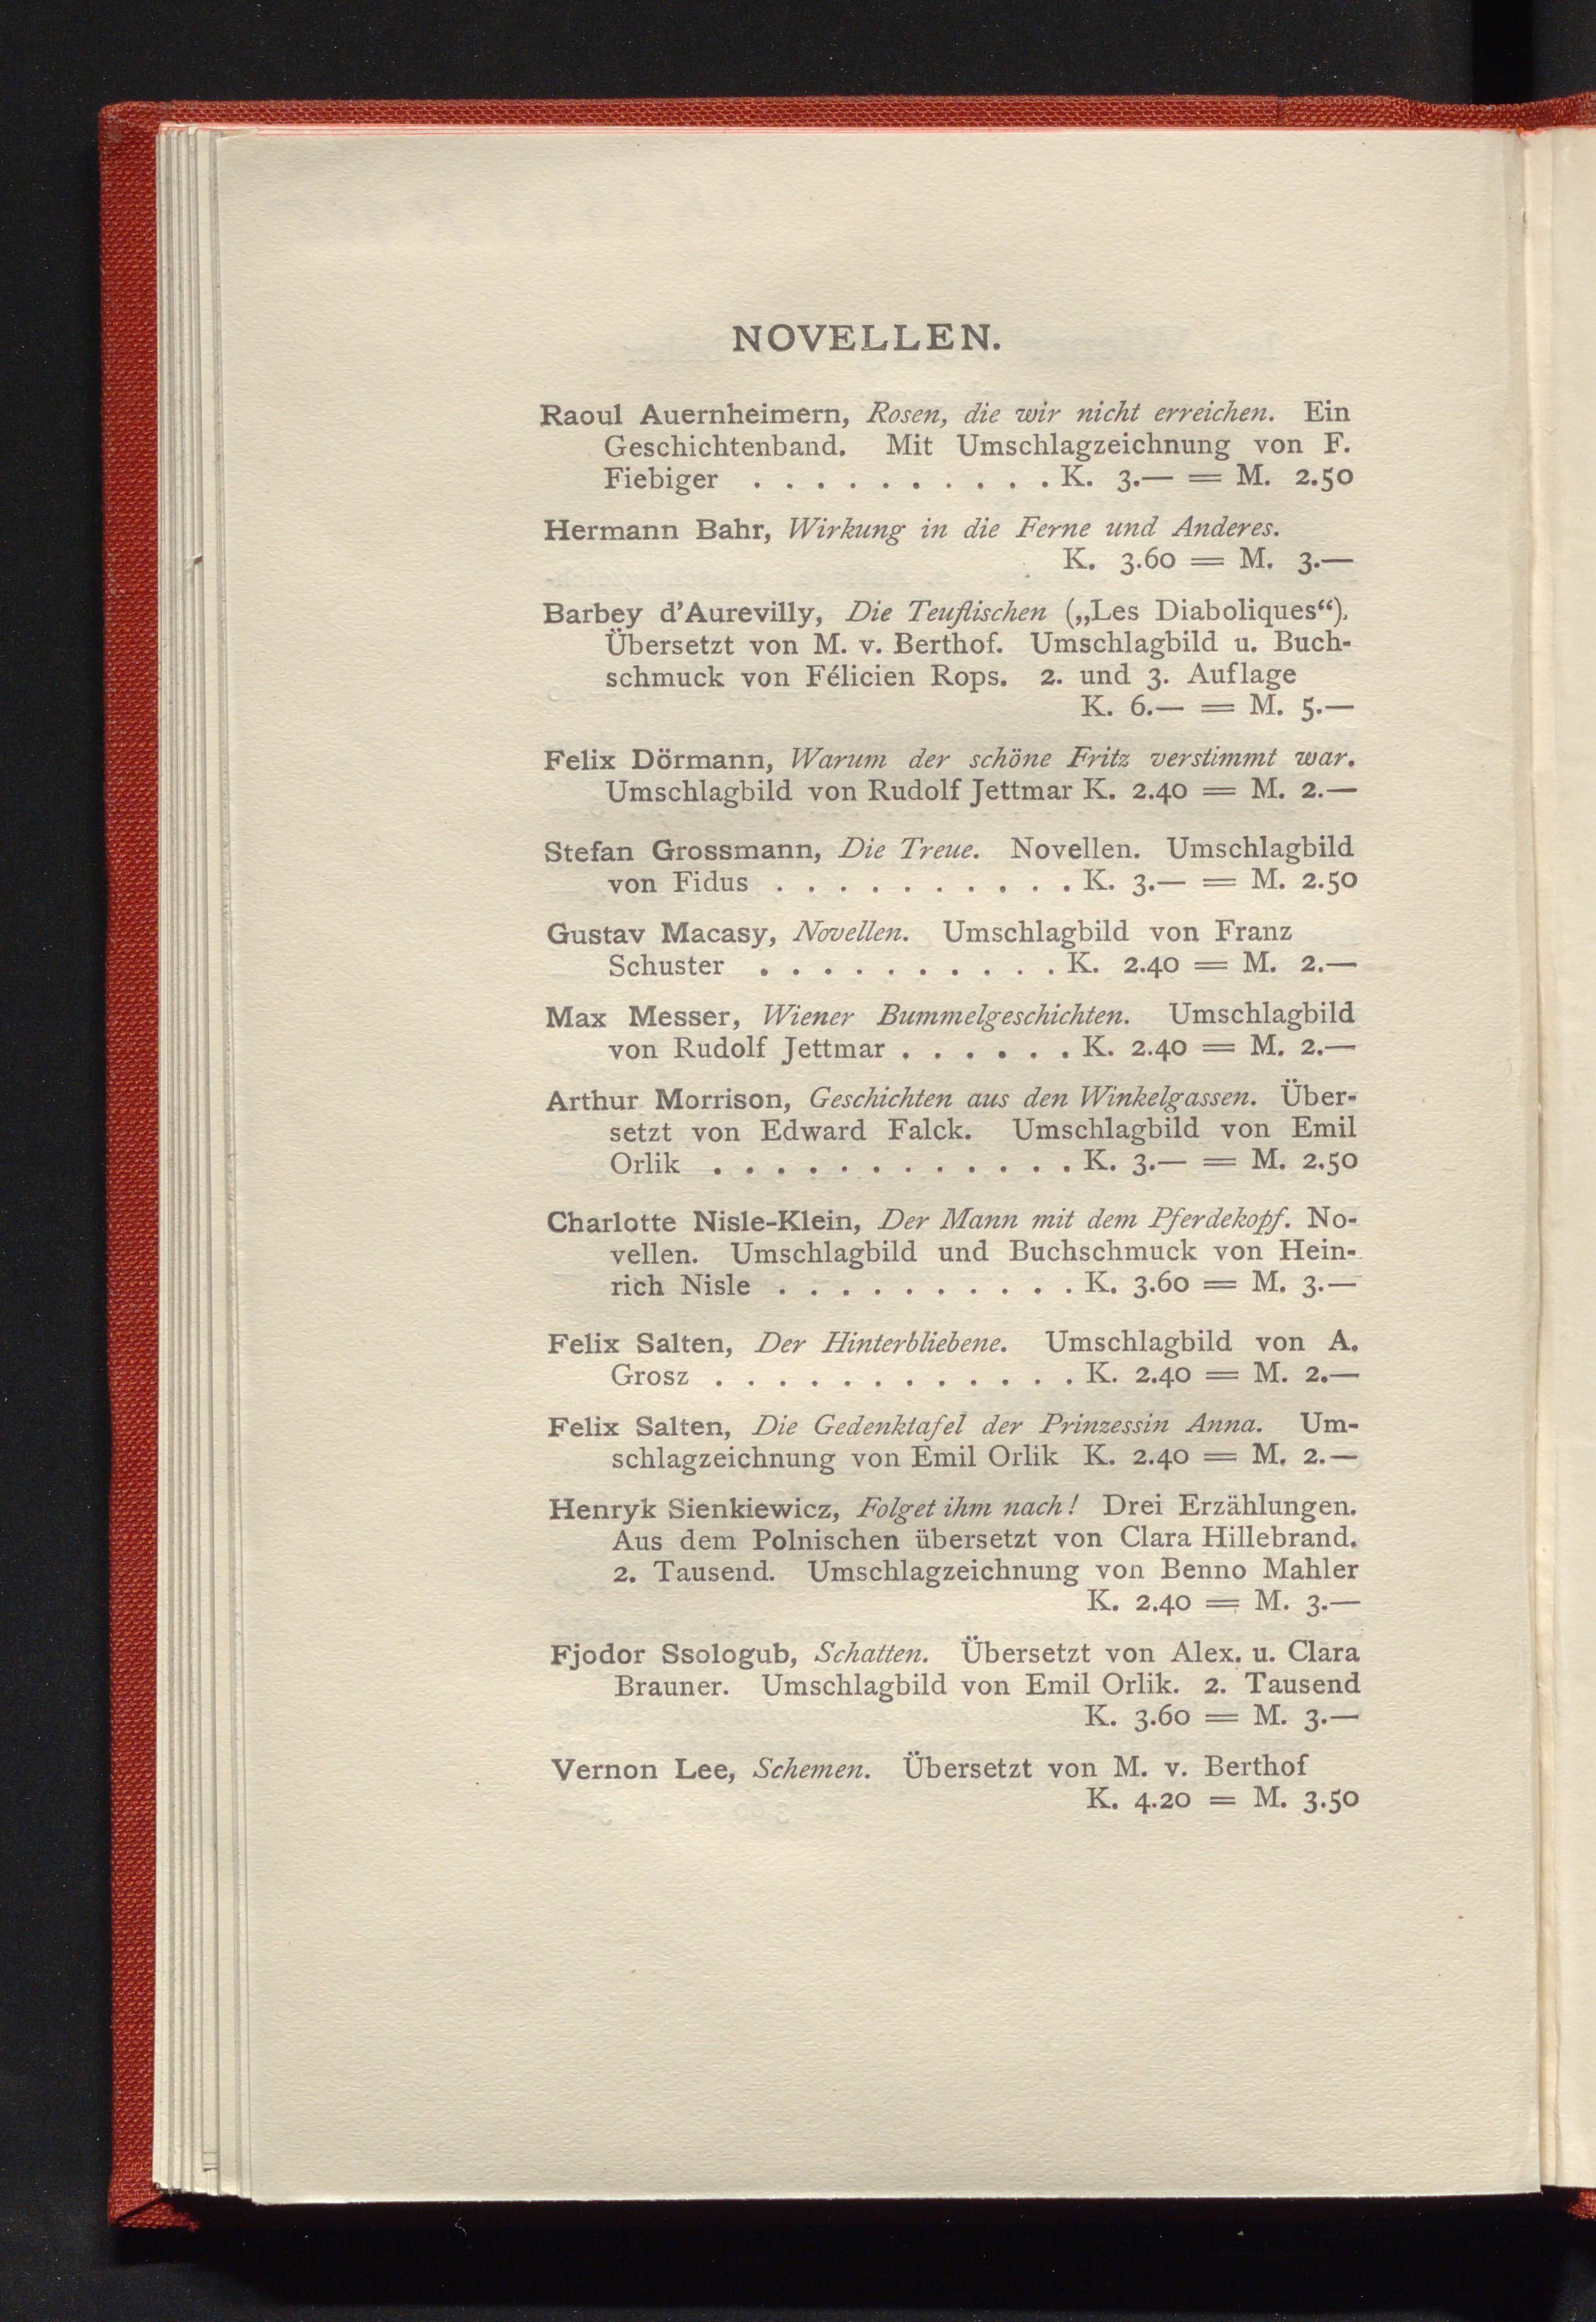 NOVELLEN.
Raoul Auernheimern, Rosen, die wir nicht erreichen. Ein
Geschichtenband. Mit Umschlagzeichnung von F.
Fiebiger . . . . . . . . . . K. 3.— = M. 2.50
Hermann Bahr, Wirkung in die Ferne und Anderes.
K. 3.60 = M. 3.—
Barbey d'Aurevilly, Die Teuflischen („Les Diaboliques“).
Übersetzt von M. v. Berthof. Umschlagbild u. Buch-
schmuck von Félicien Rops. 2. und 3. Auflage
K. 6.— = M. 5.—
Felix Dörmann, Warum der schöne Fritz verstimmt war.
Umschlagbild von Rudolf Jettmar K. 2.40 = M. 2.—
Stefan Grossmann, Die Treue. Novellen. Umschlagbild
von Fidus . . . . . . . . . . K. 3.— = M. 2.50
Gustav Macasy, Novellen. Umschlagbild von Franz
Schuster . . . . . . . . . . K. 2.40 = M. 2.—
Max Messer, Wiener Bummelgeschichten. Umschlagbild
von Rudolf Jettmar . . . . . . K. 2.40 = M. 2.—
Arthur Morrison, Geschichten aus den Winkelgassen. Über-
setzt von Edward Falck. Umschlagbild von Emil
Orlik . . . . . . . . . . . . K. 3.— = M. 2.50
Charlotte Nisle-Klein, Der Mann mit dem Pferdekopf. No-
vellen. Umschlagbild und Buchschmuck von Hein-
rich Nisle . . . . . . . . . . K. 3.60 = M. 3.—
Felix Salten, Der Hinterbliebene. Umschlagbild von A.
Grosz . . . . . . . . . . . . K. 2.40 = M. 2.—
Felix Salten, Die Gedenktafel der Prinzessin Anna. Um-
schlagzeichnung von Emil Orlik K. 2.40 = M. 2.—
Henryk Sienkiewicz, Folget ihm nach! Drei Erzählungen.
Aus dem Polnischen übersetzt von Clara Hillebrand.
2. Tausend. Umschlagzeichnung von Benno Mahler
K. 2.40 = M. 3.—
Fjodor Ssologub, Schatten. Übersetzt von Alex. u. Clara
Brauner. Umschlagbild von Emil Orlik. 2. Tausend
K. 3.60 = M. 3.—
Vernon Lee, Schemen. Übersetzt von M. v. Berthof
K. 4.20 = M. 3.50